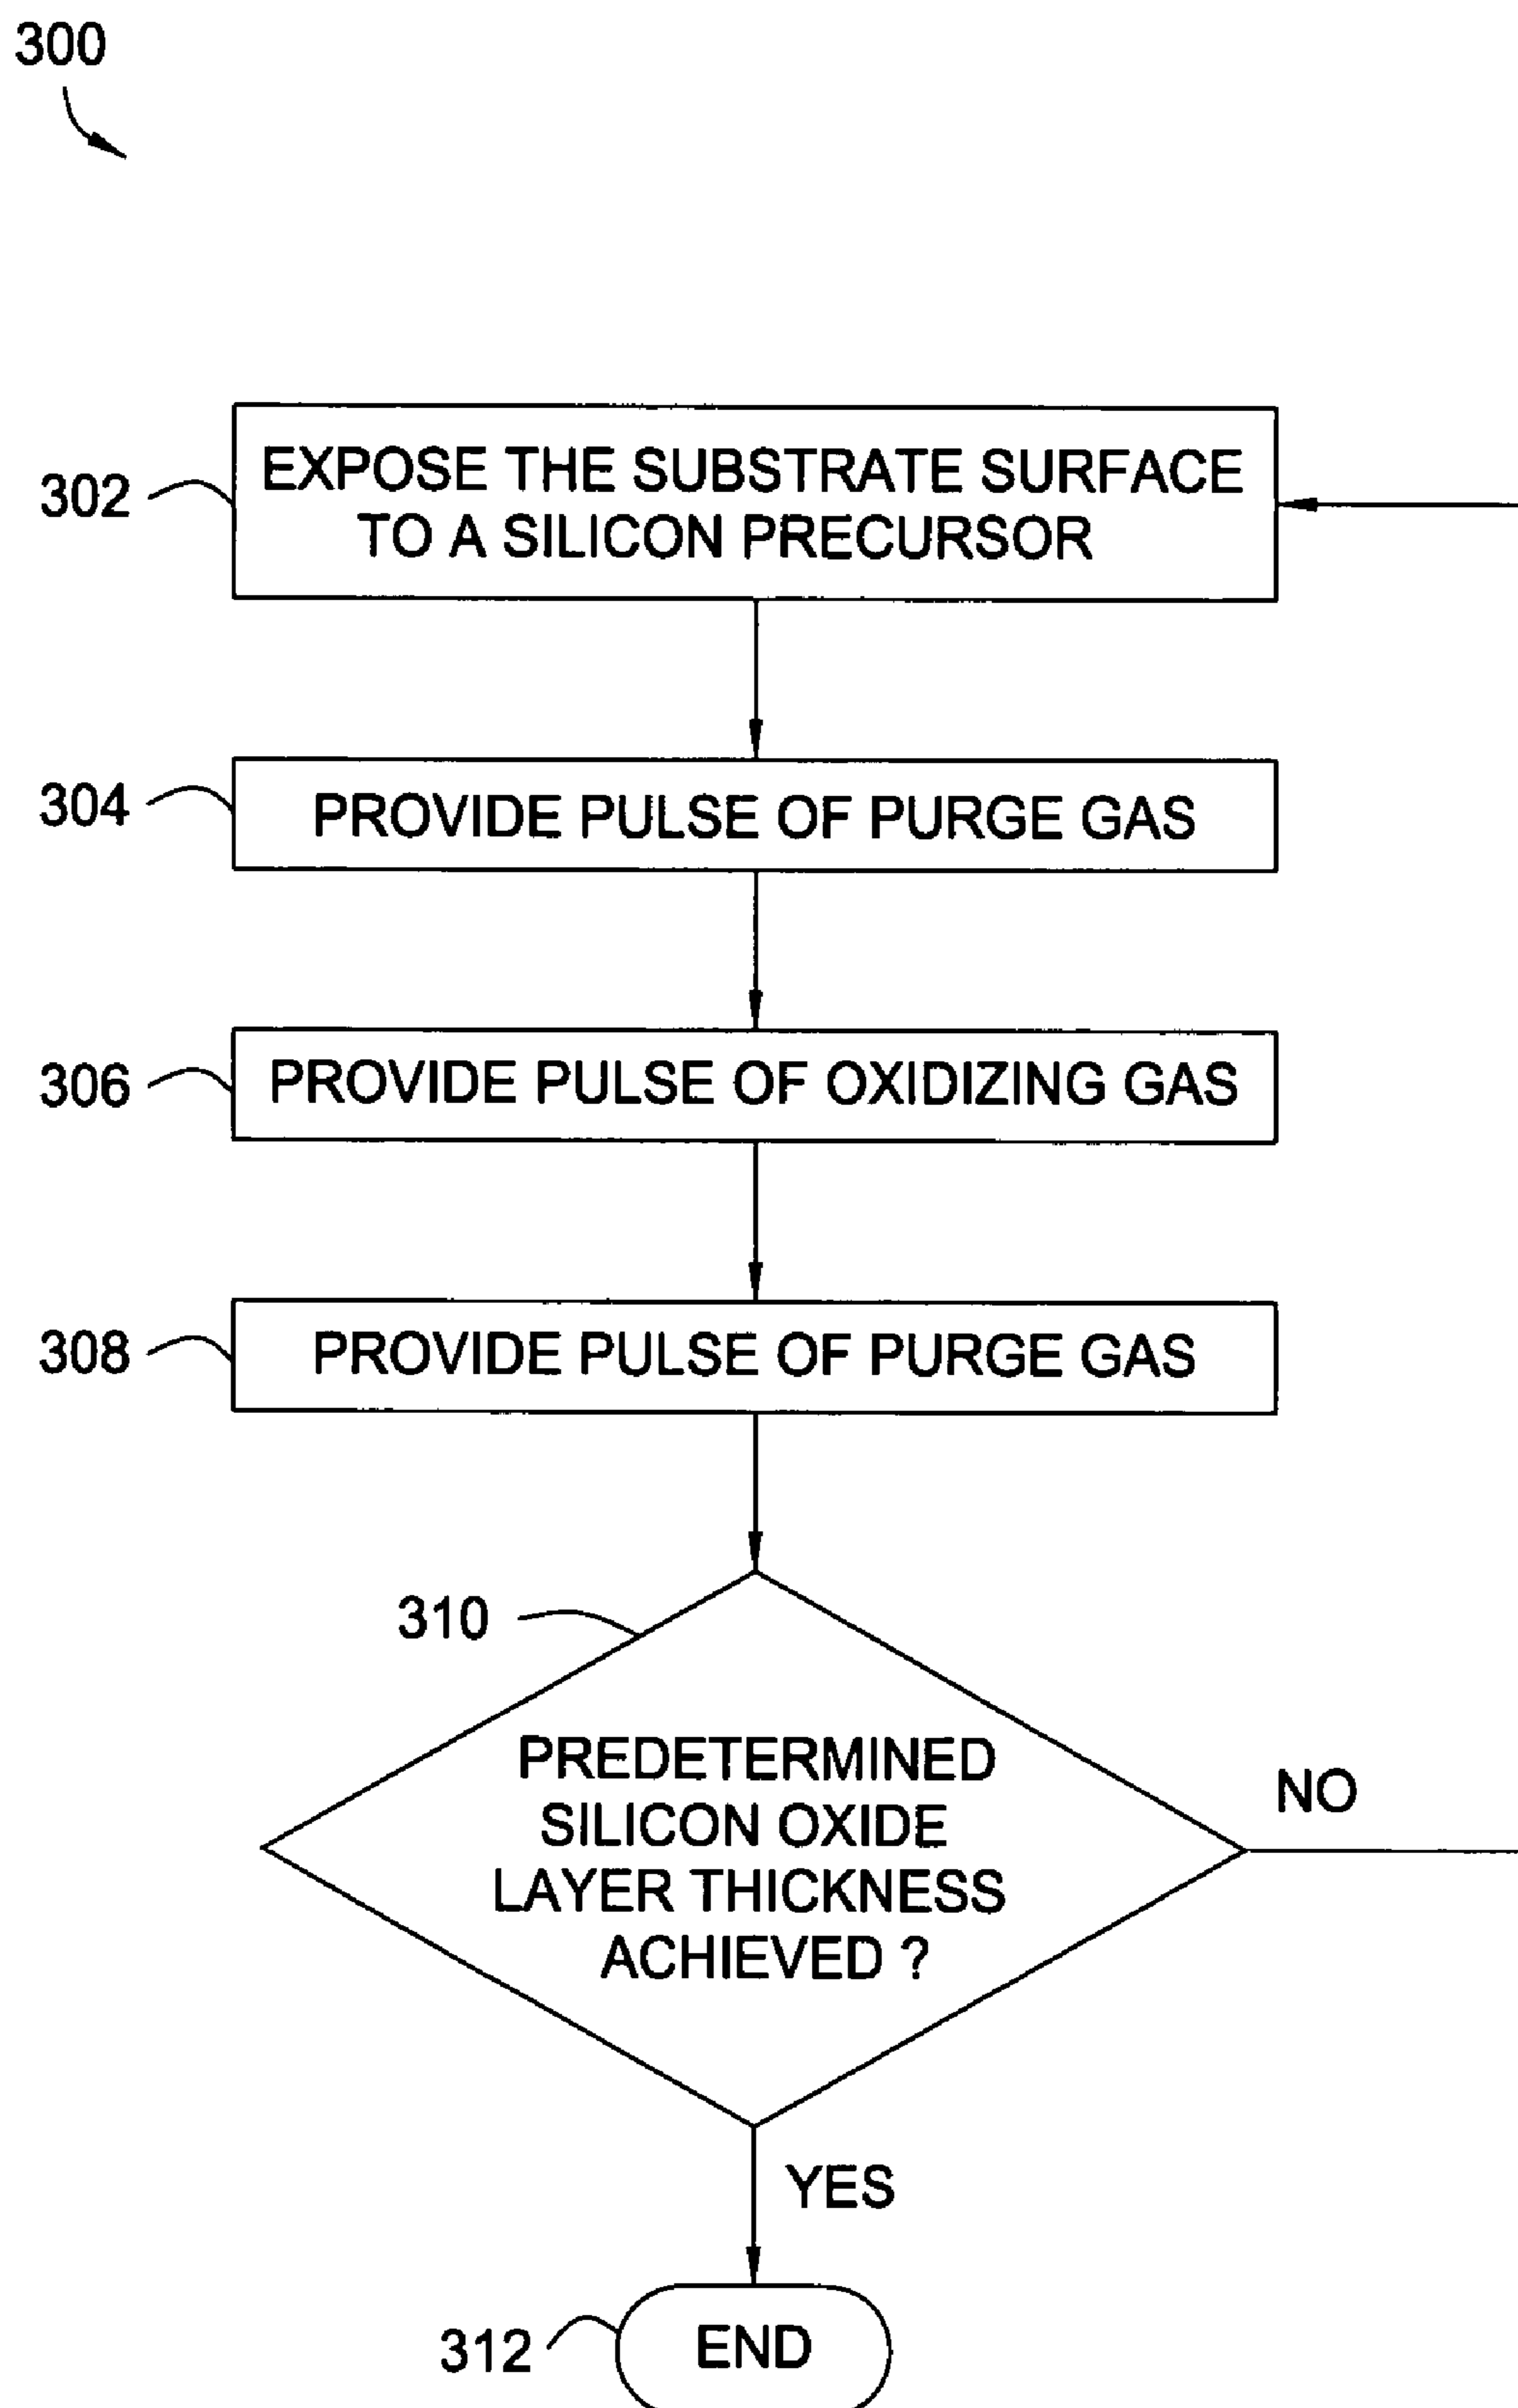 300
302
EXPOSE THE SUBSTRATE SURFACE
TO A SILICON PRECURSOR
304
PROVIDE PULSE OF PURGE GAS
306
PROVIDE PULSE OF OXIDIZING GAS
308
PROVIDE PULSE OF PURGE GAS
310
PREDETERMINED
SILICON OXIDE
LAYER THICKNESS
ACHIEVED ?
NO
YES
312
END